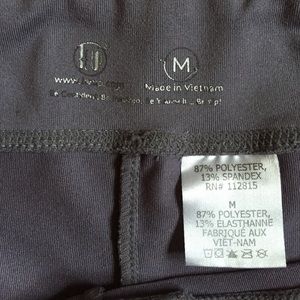 M
Made in Vietnam
87% POLYESTER,
13% SPANDEX
RN# 112815
M
87% POLYESTER,
13% ELASTHANNE
FABRIQUÉ AUX
VIET-NAM